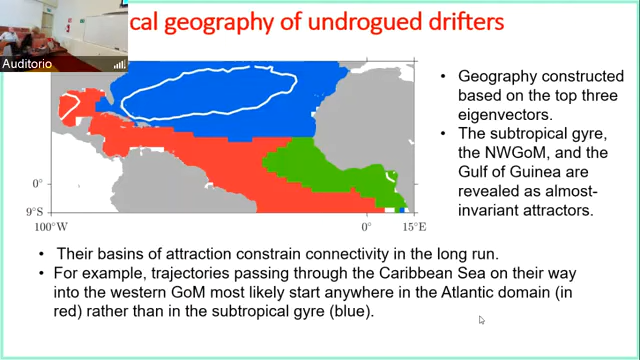 cal geography of undrogued drifters
Auditorio
• Geography constructed
based on the top three
eigenvectors.
• The subtropical gyre,
the NWGoM, and the
Gulf of Guinea are
revealed as almost-
invariant attractors.
0°
9°S
100°W
0°
15°E
• Their basins of attraction constrain connectivity in the long run.
• For example, trajectories passing through the Caribbean Sea on their way
into the western GoM most likely start anywhere in the Atlantic domain (in
red) rather than in the subtropical gyre (blue).